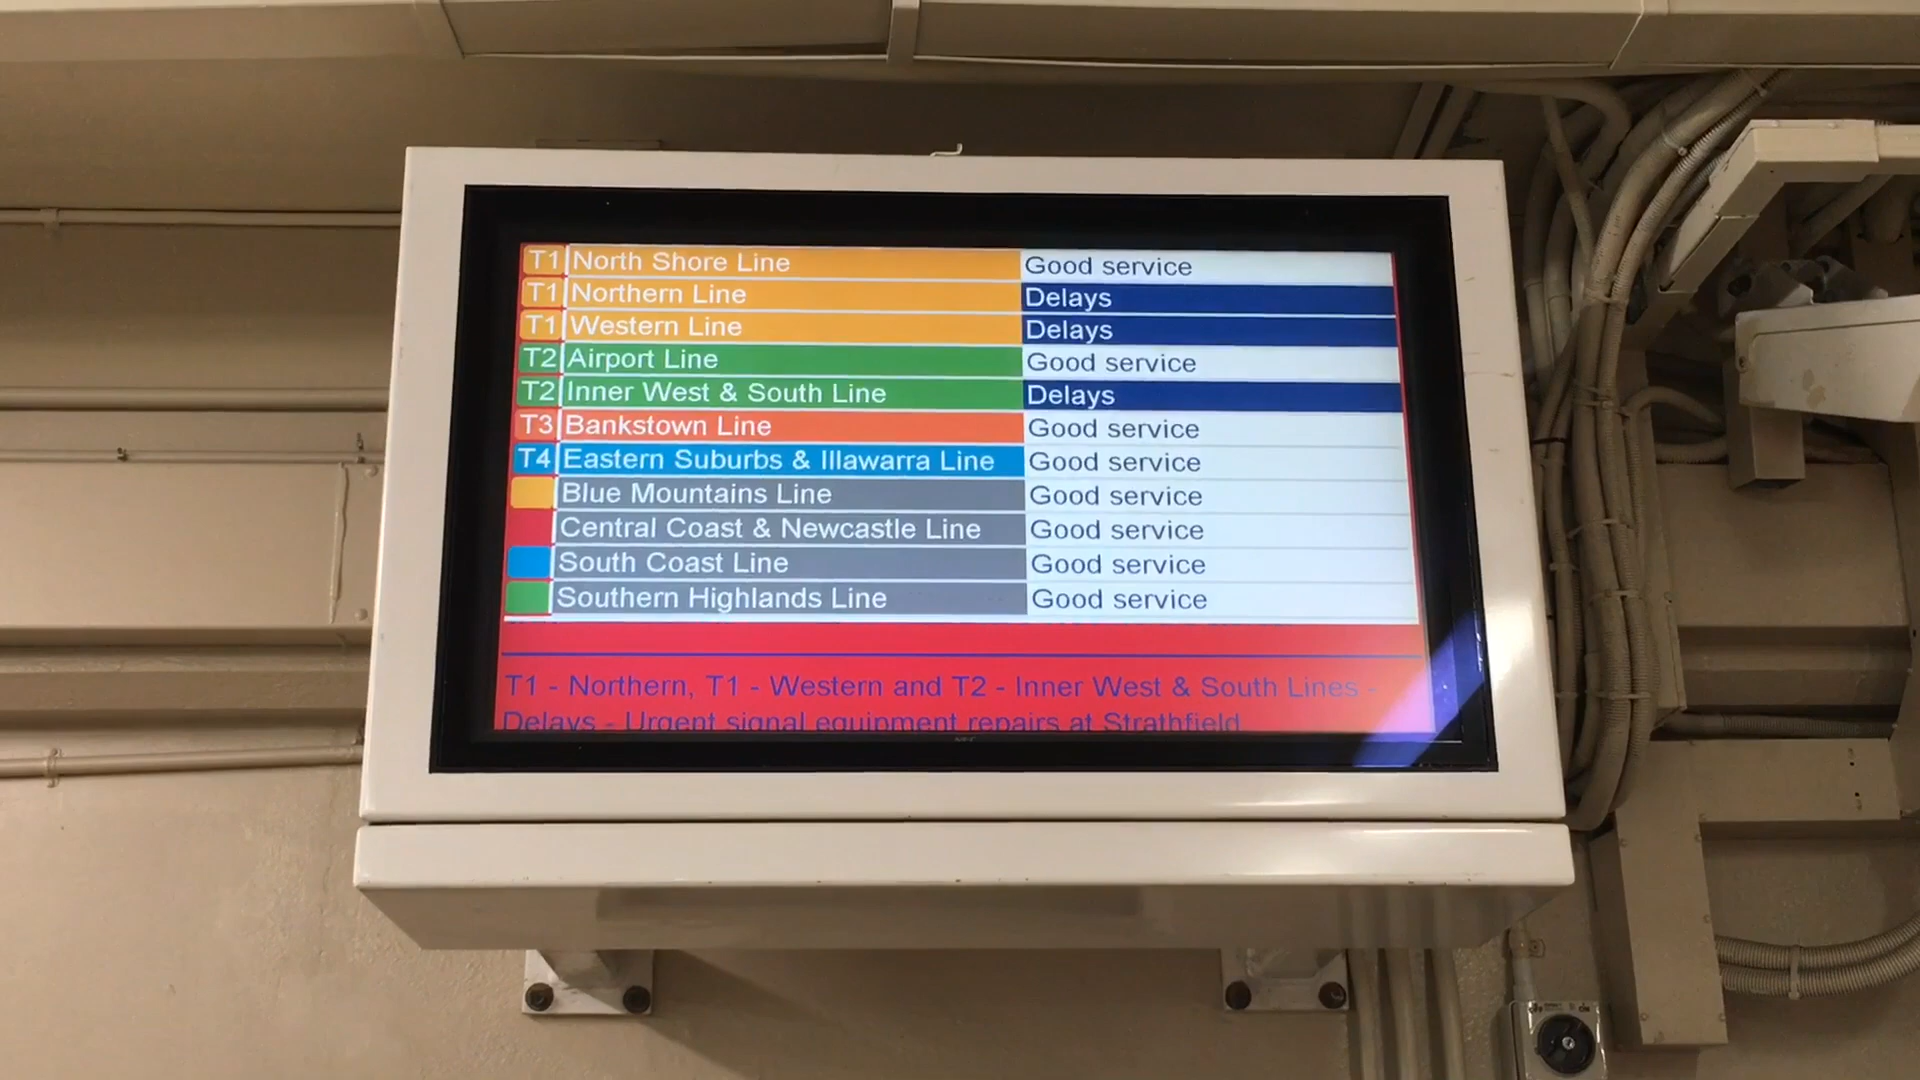 T1 North Shore Line Good service
T1 Northern Line Delays
T1 Western Line Delays
T2 Airport Line Good service
T2 Inner West & South Line Delays
T3 Bankstown Line Good service
T4 Eastern Suburbs & Illawarra Line Good service
Blue Mountains Line Good service
Central Coast & Newcastle Line Good service
South Coast Line Good service
Southern Highlands Line Good service
T1 - Northern, T1 - Western and T2 - Inner West & South Lines -
Delays - Urgent signal equipment repairs at Strathfield